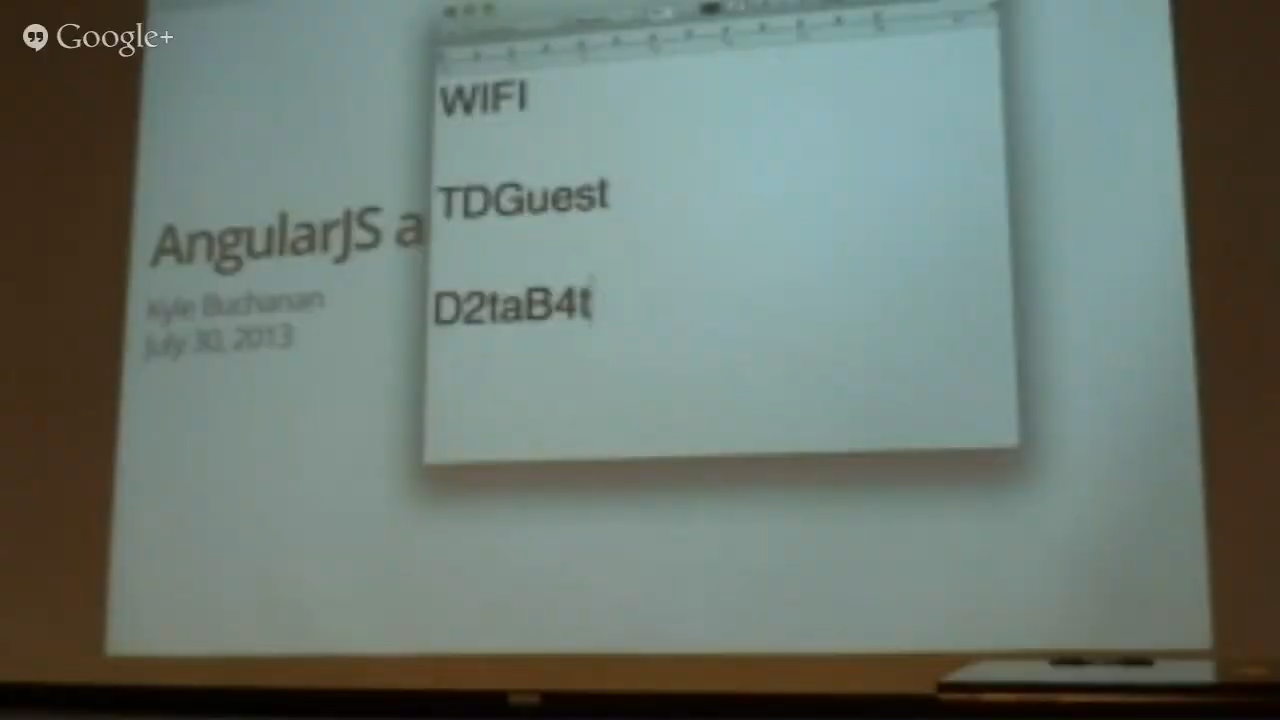 Google+
WIFI
TDGuest
D2taB4t
AngularJS a
Kyle Buchanan
July 30, 2013